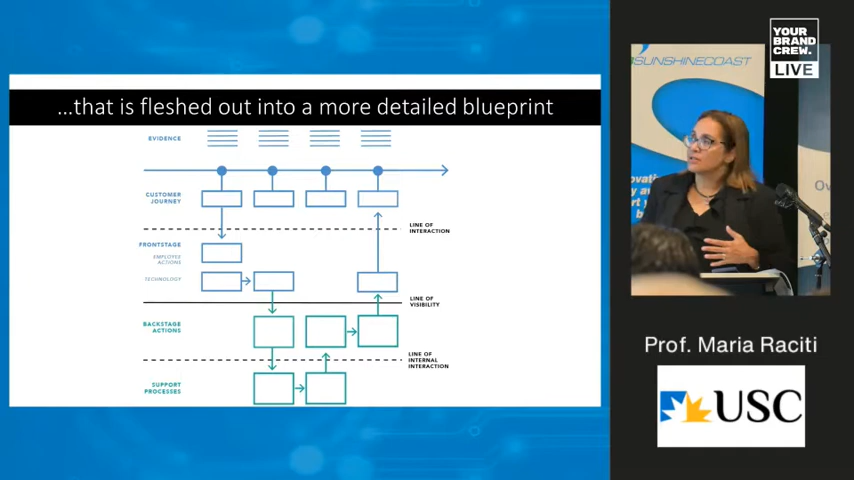 ...that is fleshed out into a more detailed blueprint
EVIDENCE
CUSTOMER
JOURNEY
LINE OF
INTERACTION
FRONTSTAGE
EMPLOYEE
ACTIONS
TECHNOLOGY
LINE OF
VISIBILITY
BACKSTAGE
ACTIONS
LINE OF
INTERNAL
INTERACTION
SUPPORT
PROCESSES
YOUR
BRAND
CREW.
LIVE
SUNSHINECOAST
Prof. Maria Raciti
USC